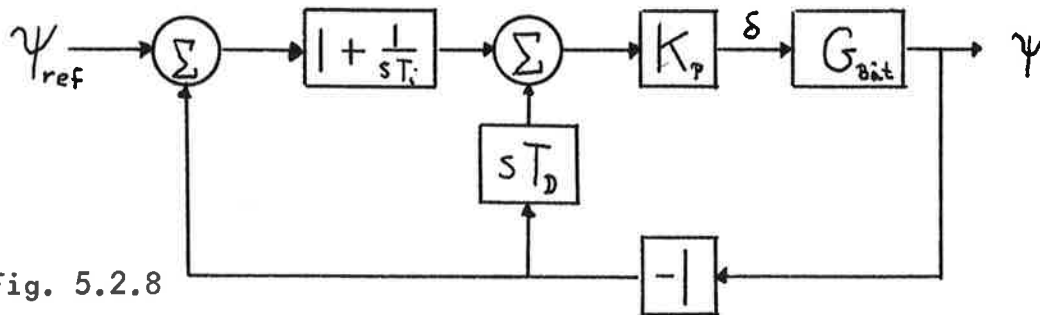 ψref
Σ
1 + 1/sTi
Σ
Kp
δ
GBåt
ψ
sTD
-1
Fig. 5.2.8